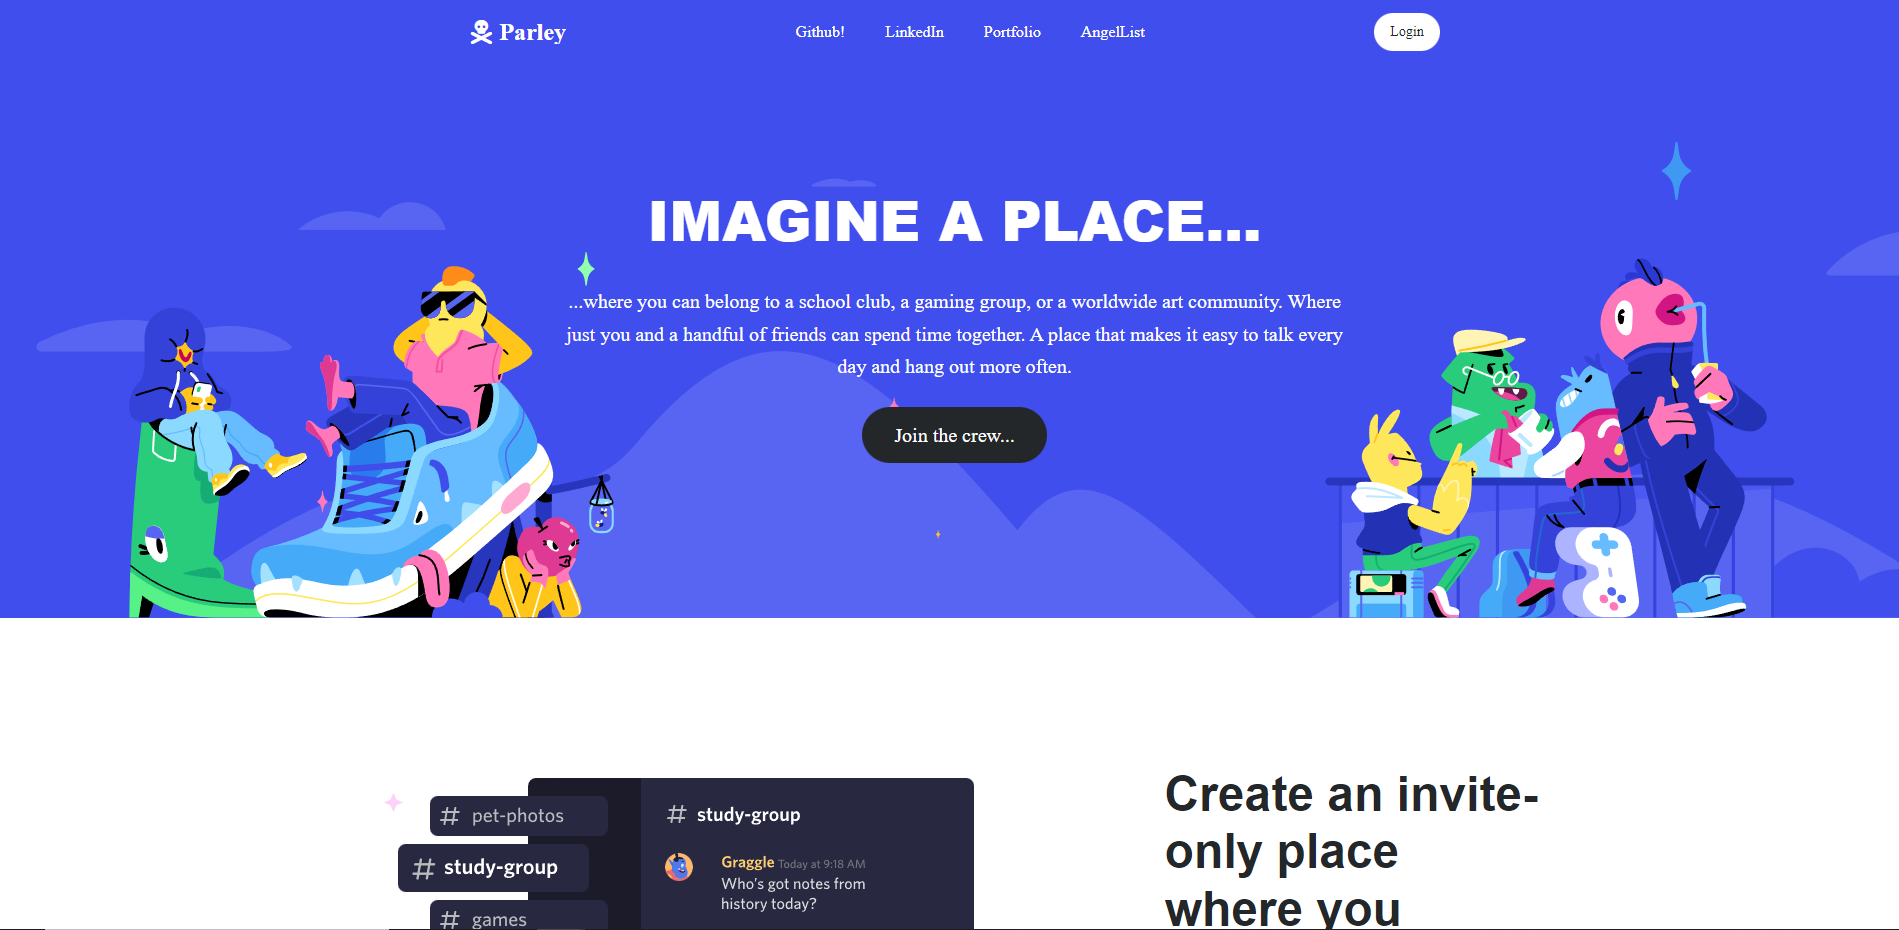 Parley
Github!
LinkedIn
Portfolio
AngelList
Login
IMAGINE A PLACE...
...where you can belong to a school club, a gaming group, or a worldwide art community. Where
just you and a handful of friends can spend time together. A place that makes it easy to talk every
day and hang out more often.
Join the crew...
# pet-photos
# study-group
# games
# study-group
Graggle Today at 9:18 AM
Who's got notes from
history today?
Create an invite-
only place
where you